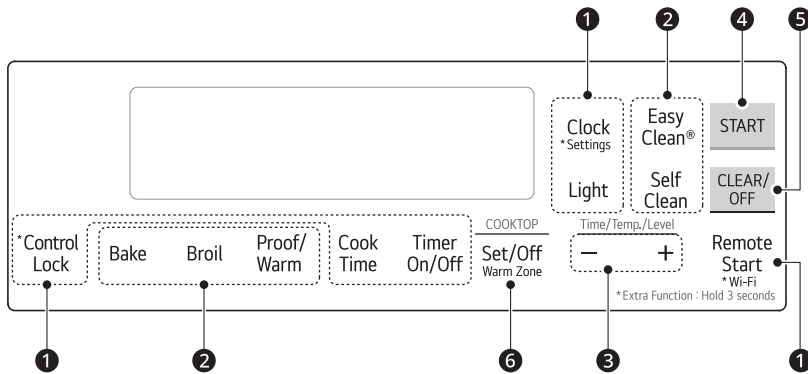 1 2 4 5
Clock
*Settings
Light
Easy
Clean®
Self
Clean
START
CLEAR/
OFF
*Control
Lock
Bake
Broil
Proof/
Warm
Cook
Time
Timer
On/Off
COOKTOP
Set/Off
Warm Zone
Time/Temp./Level
− +
Remote
Start
*Wi-Fi
*Extra Function : Hold 3 seconds
1 2 6 3 1